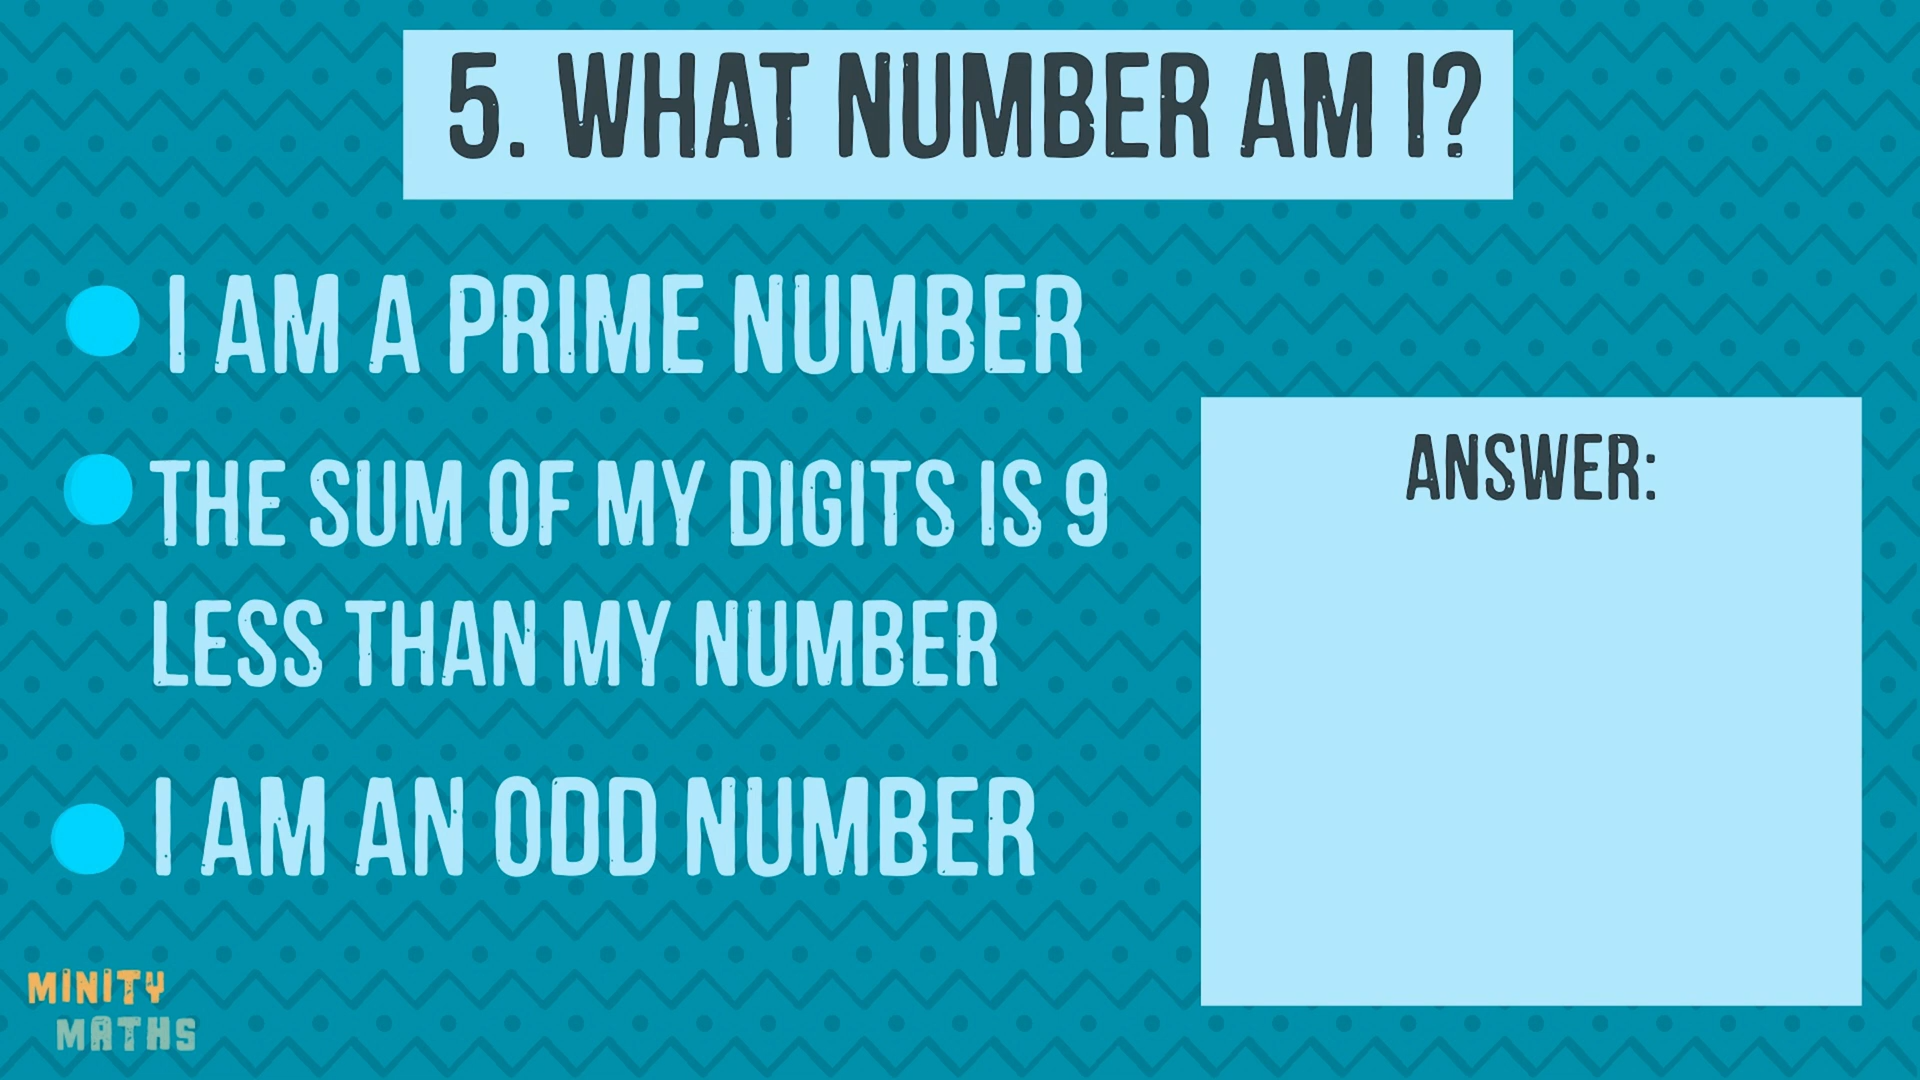 5. WHAT NUMBER AM I?
I AM A PRIME NUMBER
THE SUM OF MY DIGITS IS 9
LESS THAN MY NUMBER
I AM AN ODD NUMBER
ANSWER:
MINITY
MATHS